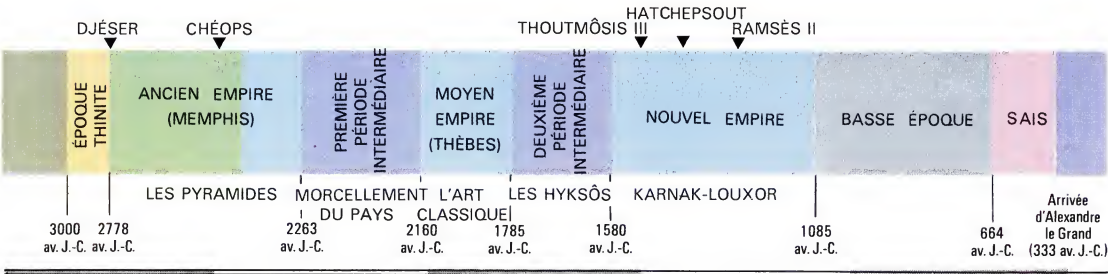 HATCHEPSOUT
DJÉSER CHÉOPS THOUTMÔSIS III RAMSÈS II
ÉPOQUE
THINITE
ANCIEN EMPIRE
(MEMPHIS)
PREMIÈRE
PÉRIODE
INTERMÉDIAIRE
MOYEN
EMPIRE
(THÈBES)
DEUXIÈME
PÉRIODE
INTERMÉDIAIRE
NOUVEL EMPIRE
BASSE ÉPOQUE
SAIS
LES PYRAMIDES
MORCELLEMENT
DU PAYS
L'ART
CLASSIQUE
LES HYKSÔS
KARNAK-LOUXOR
3000
av. J.-C.
2778
av. J.-C.
2263
av. J.-C.
2160
av. J.-C.
1785
av. J.-C.
1580
av. J.-C.
1085
av. J.-C.
664
av. J.-C.
Arrivée
d'Alexandre
le Grand
(333 av. J.-C.)